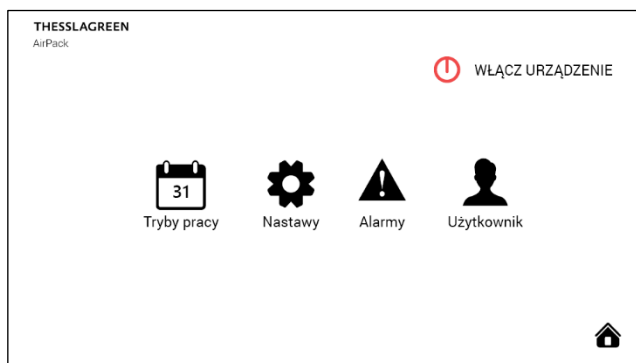 THESSLAGREEN
AirPack
WŁĄCZ URZĄDZENIE
31
Tryby pracy
Nastawy
Alarmy
Użytkownik